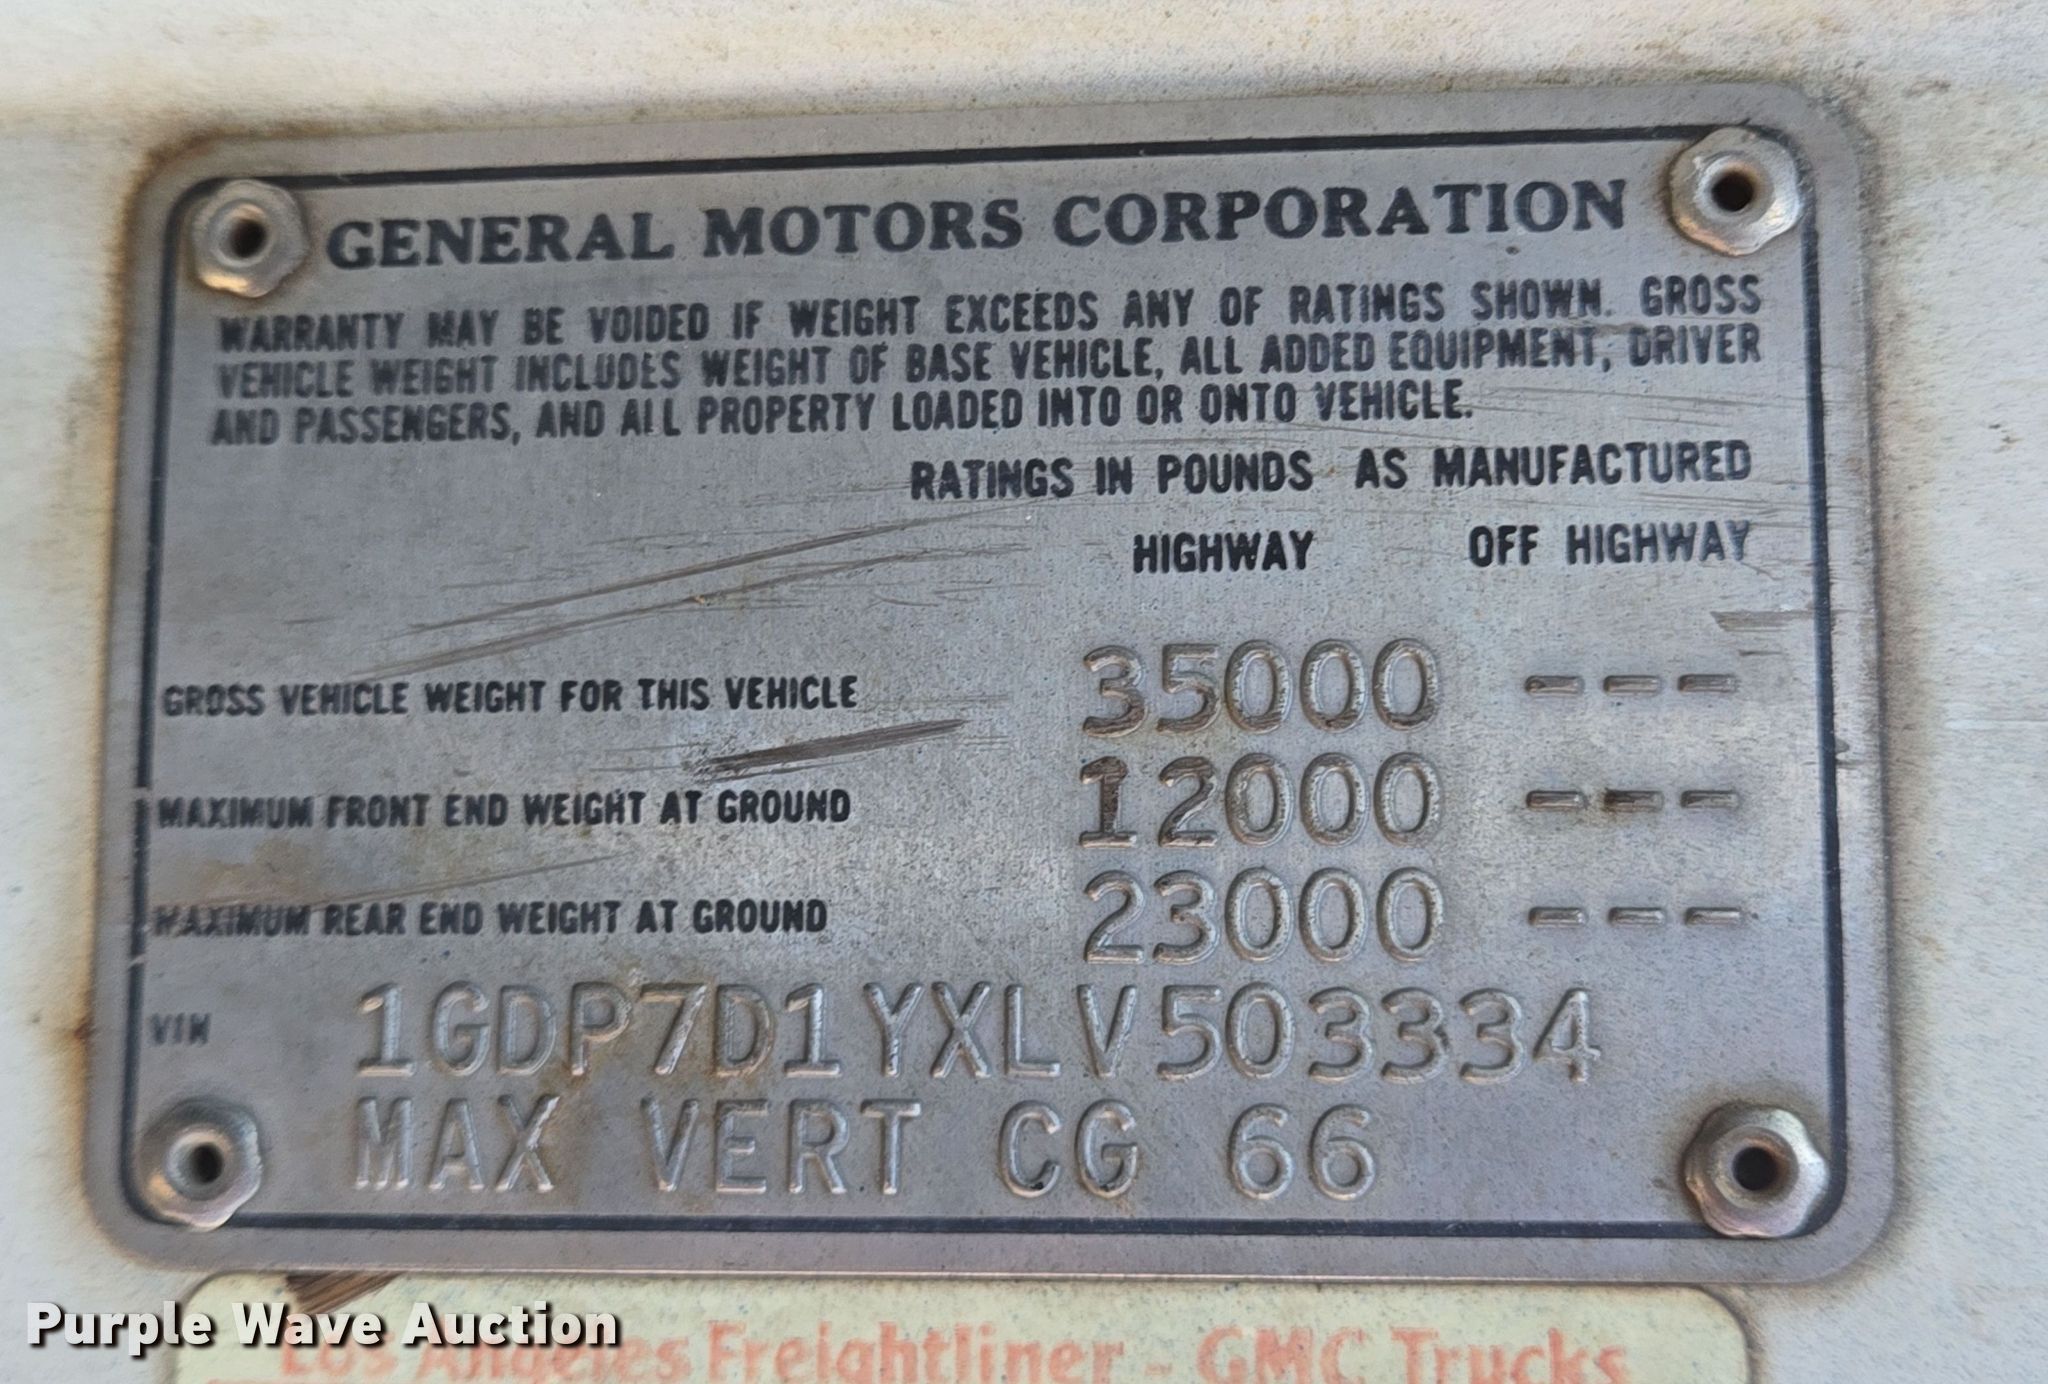 GENERAL MOTORS CORPORATION
WARRANTY MAY BE VOIDED IF WEIGHT EXCEEDS ANY OF RATINGS SHOWN. GROSS
VEHICLE WEIGHT INCLUDES WEIGHT OF BASE VEHICLE, ALL ADDED EQUIPMENT, DRIVER
AND PASSENGERS, AND ALL PROPERTY LOADED INTO OR ONTO VEHICLE.
RATINGS IN POUNDS AS MANUFACTURED
HIGHWAY OFF HIGHWAY
GROSS VEHICLE WEIGHT FOR THIS VEHICLE 35000 ---
MAXIMUM FRONT END WEIGHT AT GROUND 12000 ---
MAXIMUM REAR END WEIGHT AT GROUND 23000 ---
VIN 1GDP7D1YXLV503334
MAX VERT CG 66
Purple Wave Auction
Los Angeles Freightliner - GMC Trucks